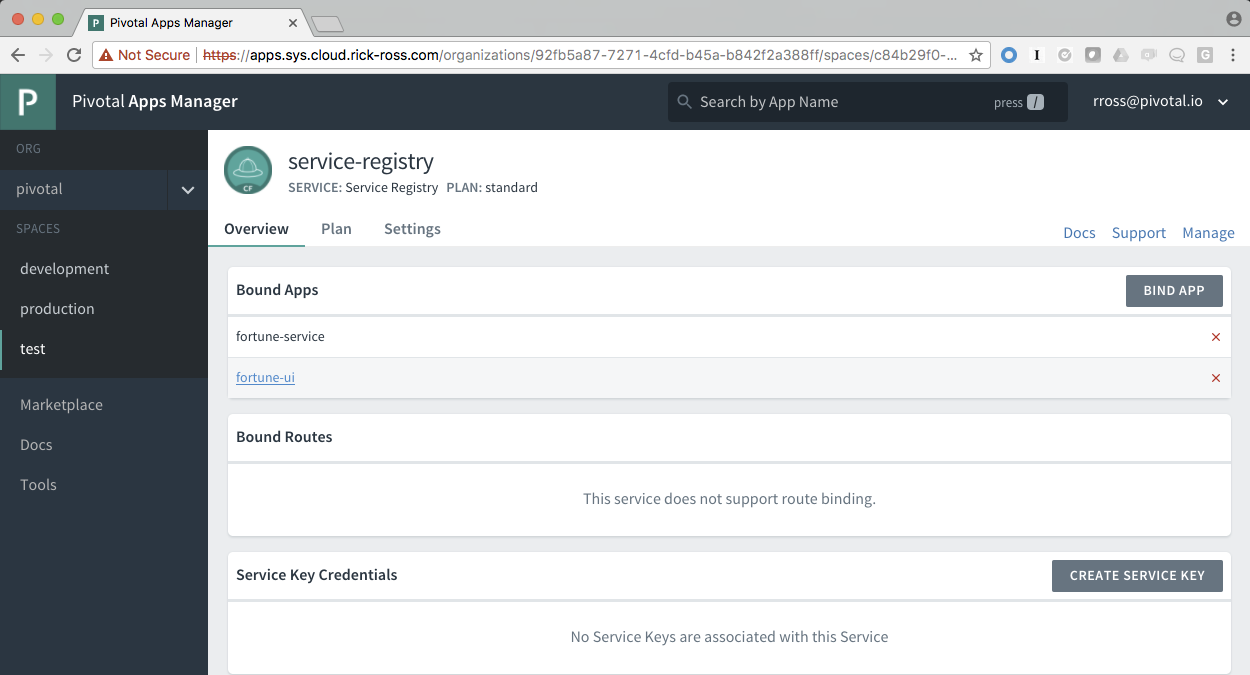 P Pivotal Apps Manager
Not Secure https://apps.sys.cloud.rick-ross.com/organizations/92fb5a87-7271-4cfd-b45a-b842f2a388ff/spaces/c84b29f0-...
I
G
P Pivotal Apps Manager
Search by App Name press /
rross@pivotal.io
ORG
pivotal
SPACES
development
production
test
Marketplace
Docs
Tools
CF
service-registry
SERVICE: Service Registry PLAN: standard
Overview Plan Settings
Docs Support Manage
Bound Apps
BIND APP
fortune-service
fortune-ui
Bound Routes
This service does not support route binding.
Service Key Credentials
CREATE SERVICE KEY
No Service Keys are associated with this Service